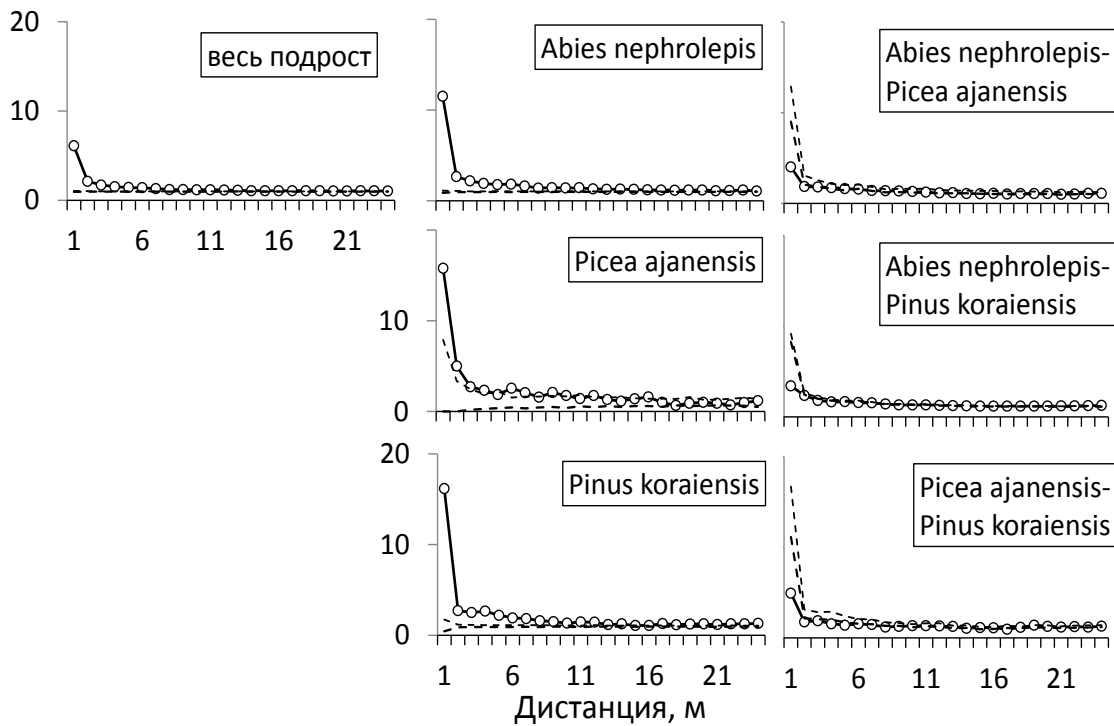 20
10
0
весь подрост
1 6 11 16 21
Abies nephrolepis
Abies nephrolepis-
Picea ajanensis
10
0
Picea ajanensis
Abies nephrolepis-
Pinus koraiensis
20
10
0
Pinus koraiensis
1 6 11 16 21
Picea ajanensis-
Pinus koraiensis
1 6 11 16 21
Дистанция, м